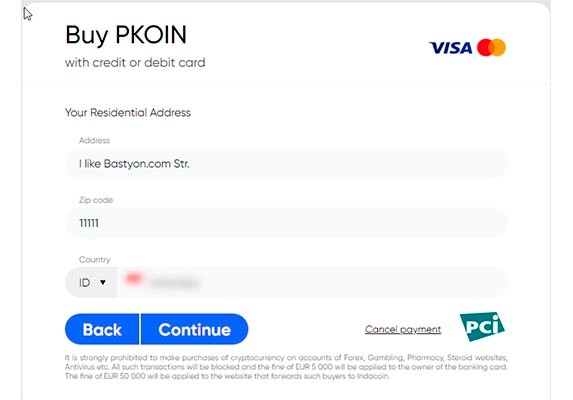 Buy PKOIN
VISA
with credit or debit card
Your Residential Address
Address
I like Bastyon.com Str.
Zip code
11111
Country
ID
Back
Continue
Cancel payment
PCi
It is strongly prohibited to make purchases of cryptocurrency on accounts of Forex, Gambling, Pharmacy, Steroid websites,
Antivirus etc. All such transactions will be blocked and the fine of EUR 5 000 will be applied to the owner of the banking card.
The fine of EUR 50 000 will be applied to the website that forwards such buyers to Indacoin.